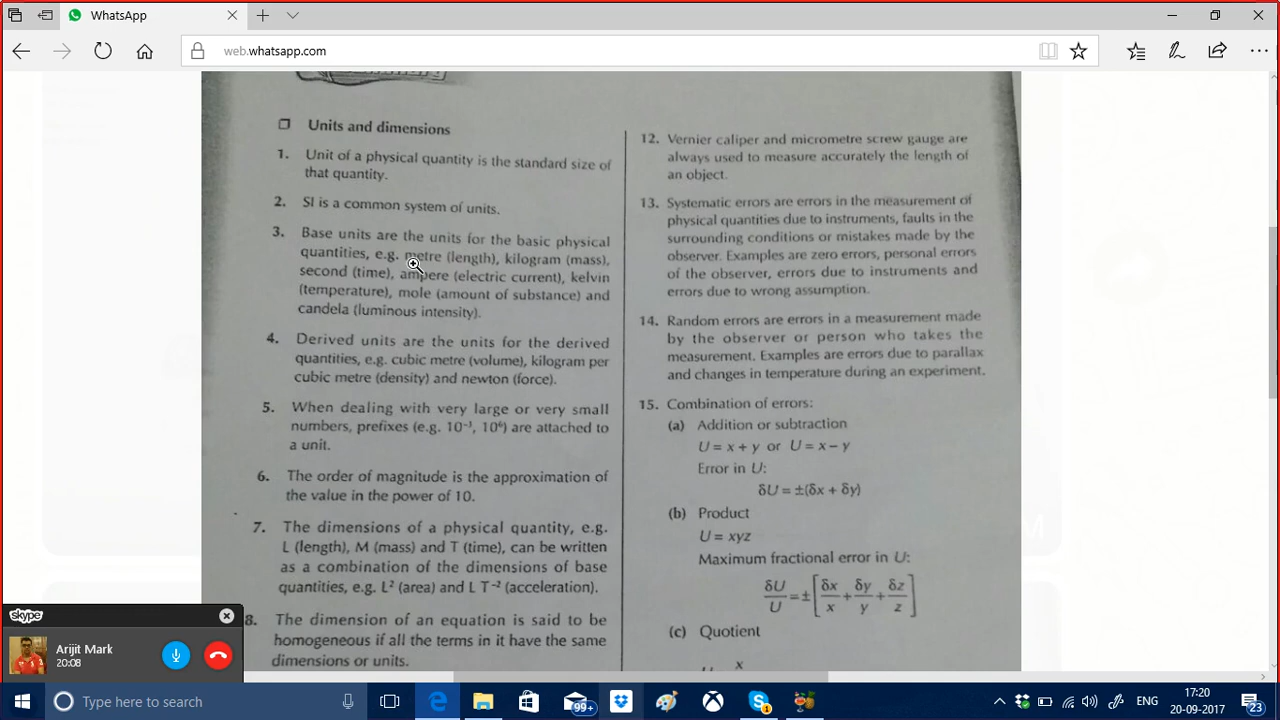 WhatsApp
web.whatsapp.com
Units and dimensions
1. Unit of a physical quantity is the standard size of
that quantity.
2. SI is a common system of units.
3. Base units are the units for the basic physical
quantities, e.g. metre (length), kilogram (mass),
second (time), ampere (electric current), kelvin
(temperature), mole (amount of substance) and
candela (luminous intensity).
4. Derived units are the units for the derived
quantities, e.g. cubic metre (volume), kilogram per
cubic metre (density) and newton (force).
5. When dealing with very large or very small
numbers, prefixes (e.g. 10⁻³, 10⁶) are attached to
a unit.
6. The order of magnitude is the approximation of
the value in the power of 10.
7. The dimensions of a physical quantity, e.g.
L (length), M (mass) and T (time), can be written
as a combination of the dimensions of base
quantities, e.g. L² (area) and L T⁻² (acceleration).
8. The dimension of an equation is said to be
homogeneous if all the terms in it have the same
dimensions or units.
12. Vernier caliper and micrometre screw gauge are
always used to measure accurately the length of
an object.
13. Systematic errors are errors in the measurement of
physical quantities due to instruments, faults in the
surrounding conditions or mistakes made by the
observer. Examples are zero errors, personal errors
of the observer, errors due to instruments and
errors due to wrong assumption.
14. Random errors are errors in a measurement made
by the observer or person who takes the
measurement. Examples are errors due to parallax
and changes in temperature during an experiment.
15. Combination of errors:
(a) Addition or subtraction
U = x + y or U = x − y
Error in U:
δU = ±(δx + δy)
(b) Product
U = xyz
Maximum fractional error in U:
δU/U = ±[δx/x + δy/y + δz/z]
(c) Quotient
x
skype
Arijit Mark
20:08
Type here to search
99+
1
ENG
17:20
20-09-2017
23